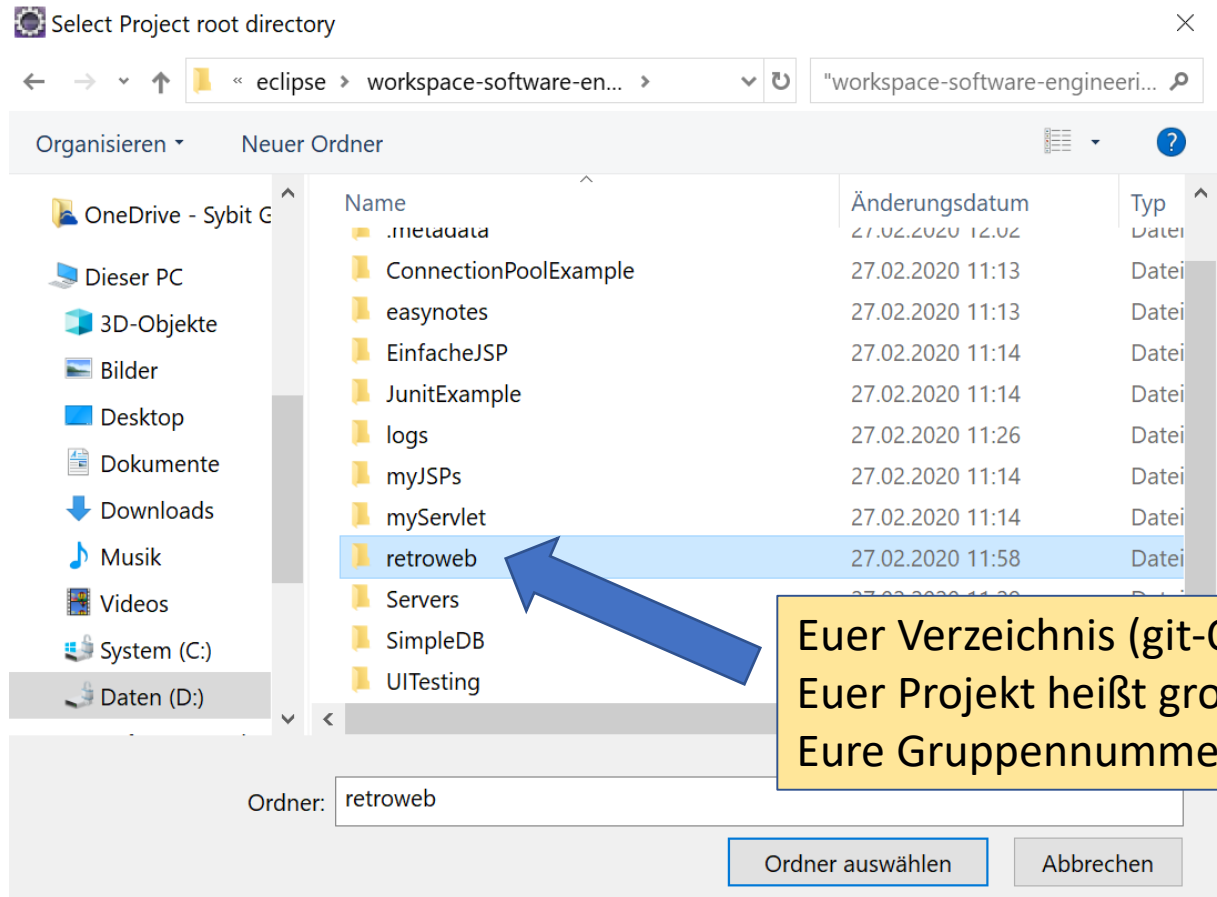 Select Project root directory
« eclipse › workspace-software-en... ›
"workspace-software-engineeri...
Organisieren Neuer Ordner
?
Name Änderungsdatum Typ
OneDrive - Sybit G
Dieser PC
3D-Objekte
Bilder
Desktop
Dokumente
Downloads
Musik
Videos
System (C:)
Daten (D:)
.metadata 27.02.2020 12:02 Datei
ConnectionPoolExample 27.02.2020 11:13 Datei
easynotes 27.02.2020 11:13 Datei
EinfacheJSP 27.02.2020 11:14 Datei
JunitExample 27.02.2020 11:14 Datei
logs 27.02.2020 11:26 Datei
myJSPs 27.02.2020 11:14 Datei
myServlet 27.02.2020 11:14 Datei
retroweb 27.02.2020 11:58 Datei
Servers
SimpleDB
UITesting
Euer Verzeichnis (git-
Euer Projekt heißt gro
Eure Gruppennumme
Ordner: retroweb
Ordner auswählen Abbrechen